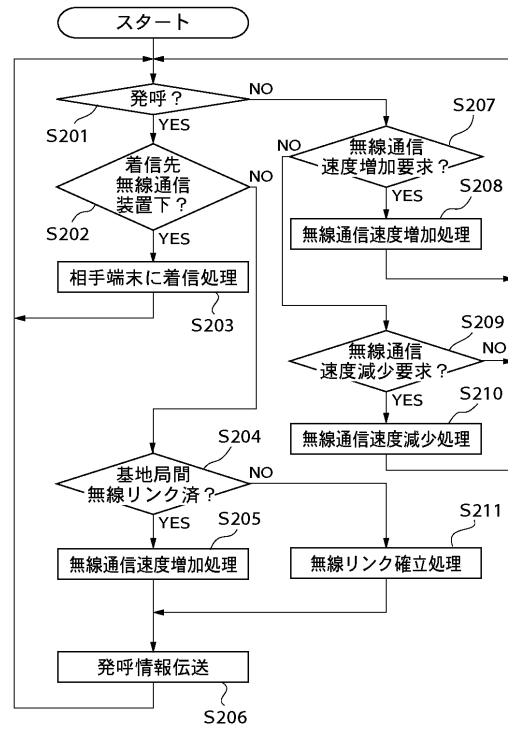 スタート
発呼?
NO
S201
YES
着信先
無線通信
装置下?
NO
S202
YES
相手端末に着信処理
S203
S207
NO
無線通信
速度増加要求?
YES
S208
無線通信速度増加処理
S209
無線通信
速度減少要求?
NO
YES
S210
無線通信速度減少処理
S204
基地局間
無線リンク済?
NO
YES
S205
無線通信速度増加処理
S211
無線リンク確立処理
発呼情報伝送
S206